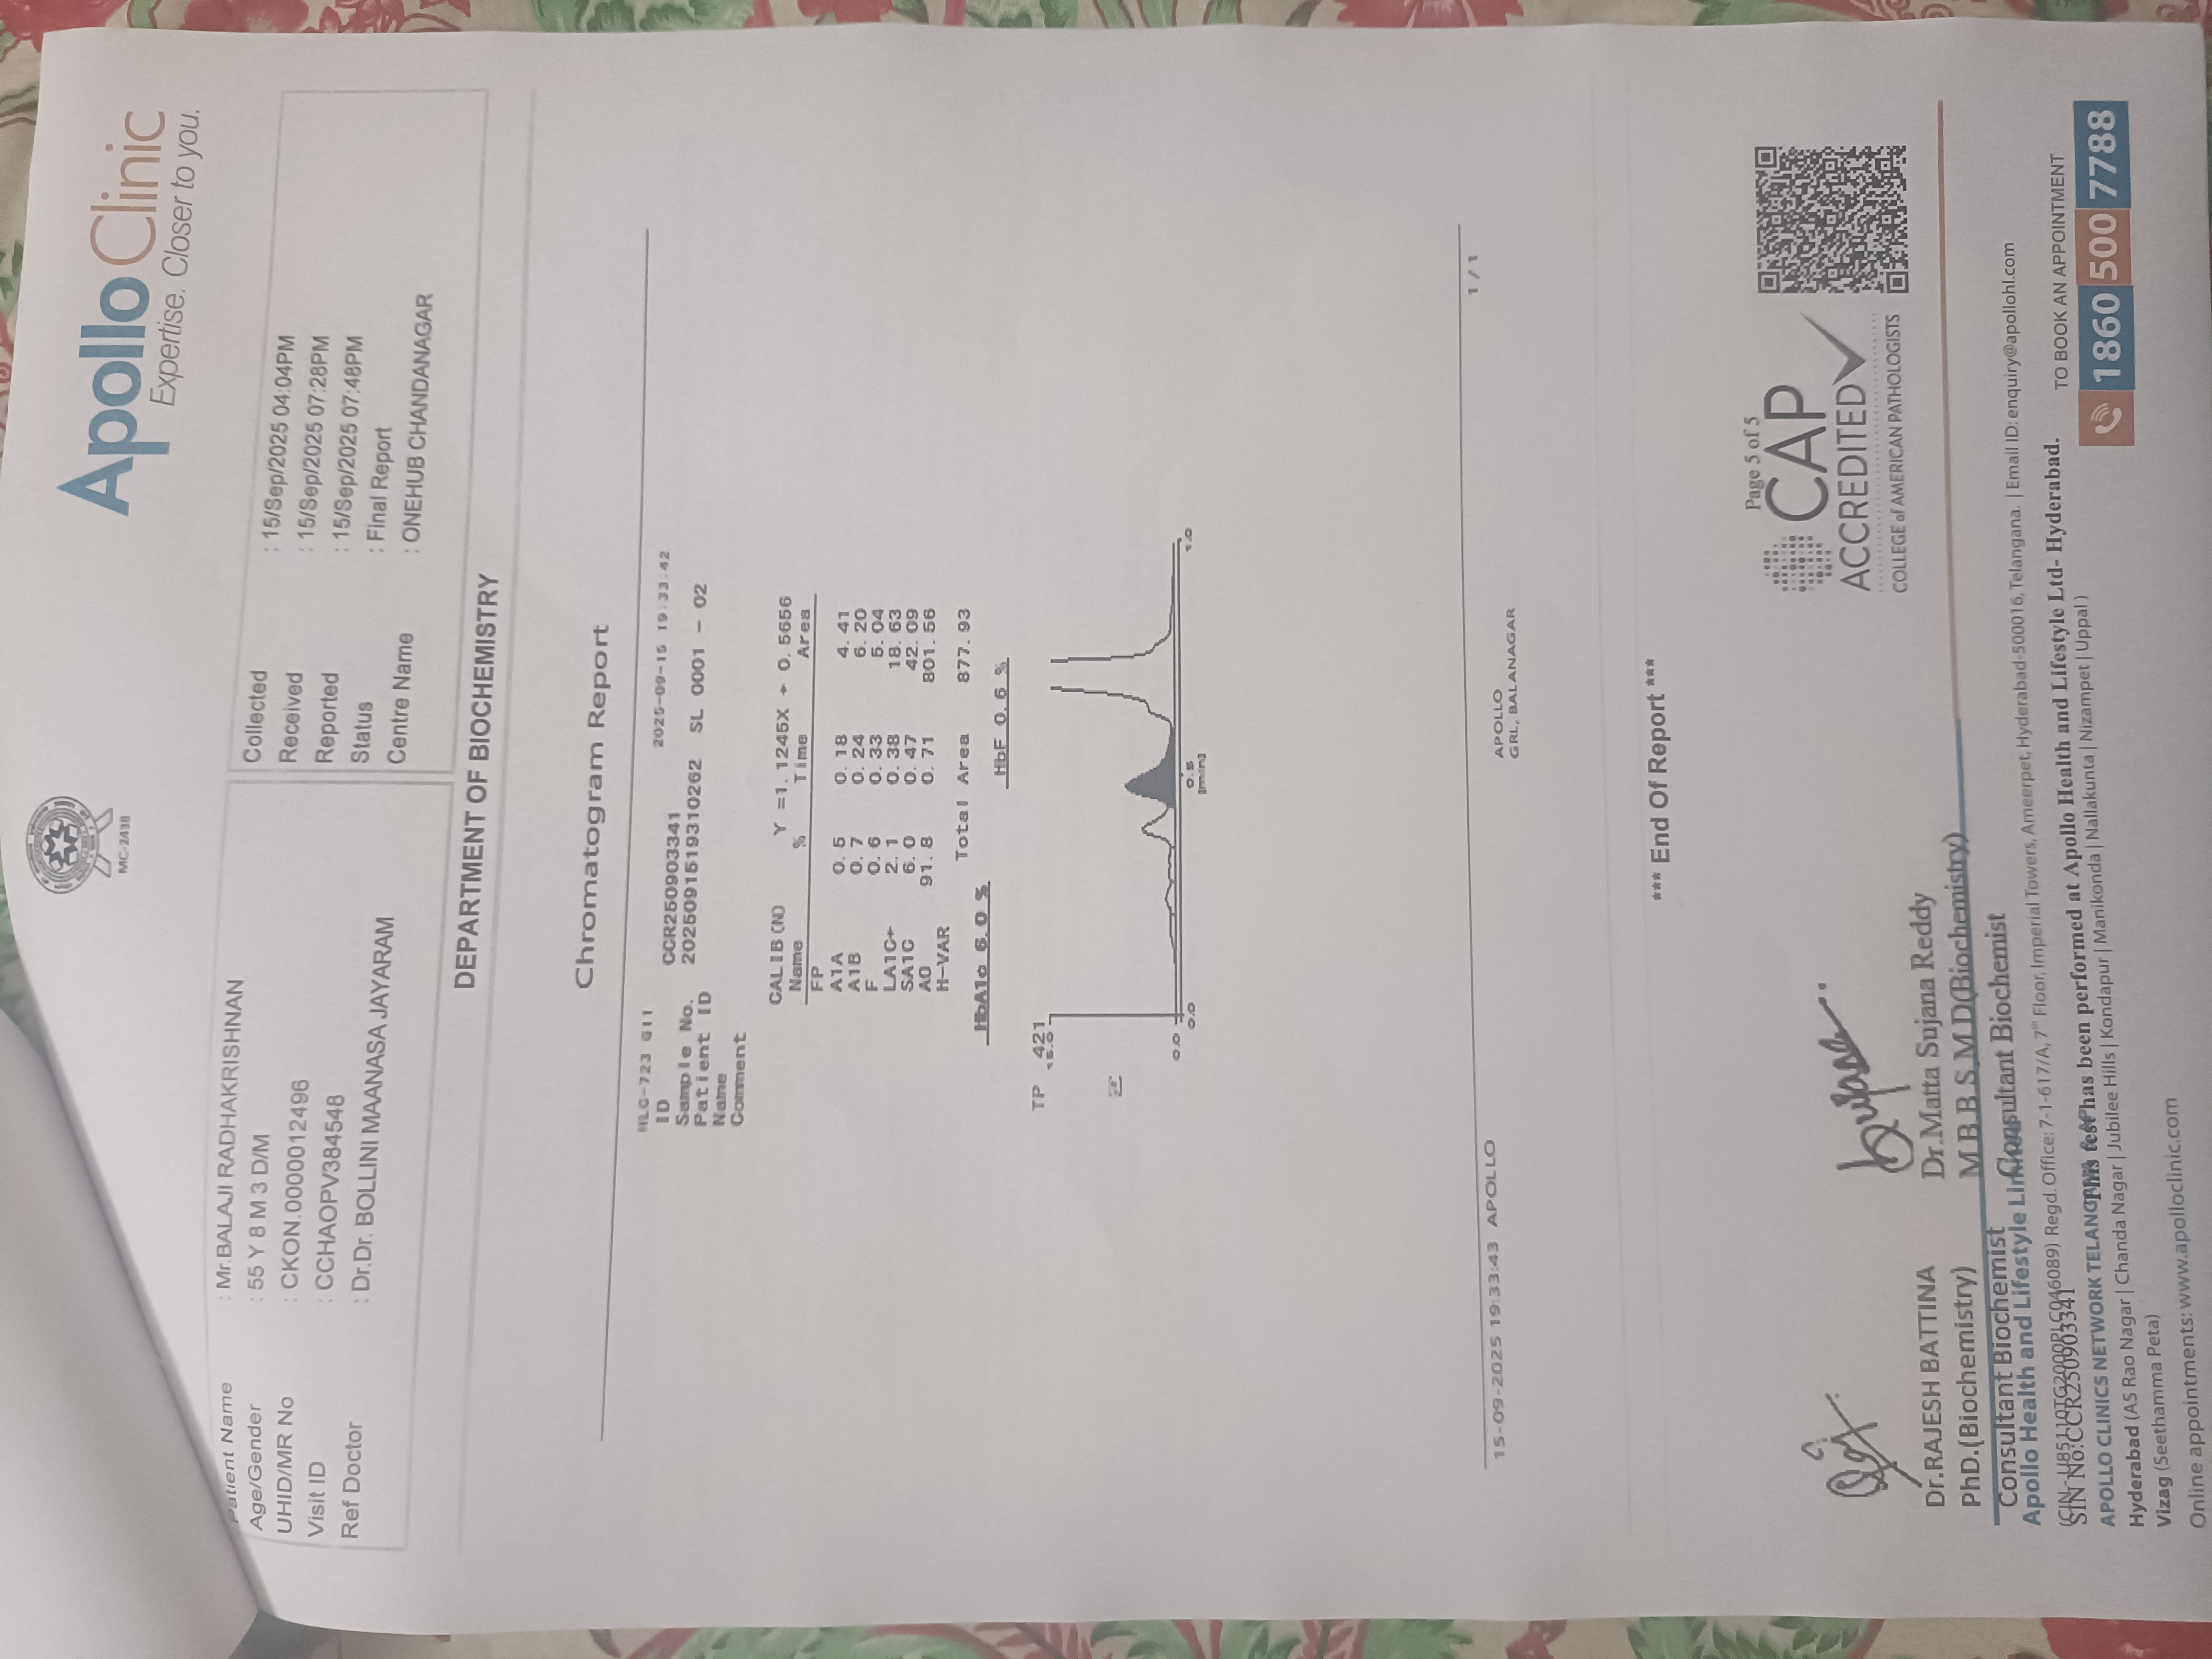 MC-2438
Apollo Clinic
Expertise. Closer to you.
Patient Name : Mr.BALAJI RADHAKRISHNAN
Age/Gender : 55 Y 8 M 3 D/M
UHID/MR No : CKON.0000012496
Visit ID : CCHAOPV384548
Ref Doctor : Dr.Dr. BOLLINI MAANASA JAYARAM
Collected : 15/Sep/2025 04:04PM
Received : 15/Sep/2025 07:28PM
Reported : 15/Sep/2025 07:48PM
Status : Final Report
Centre Name : ONEHUB CHANDANAGAR
DEPARTMENT OF BIOCHEMISTRY
Chromatogram Report
HLC-723 G11 2025-09-15 19:33:42
ID CCR250903341
Sample No. 2025091519310262 SL 0001 - 02
Patient ID
Name
Comment
CALIB(N) Y =1.1245X + 0.5656
Name % Time Area
FP
A1A 0.5 0.18 4.41
A1B 0.7 0.24 6.20
F 0.6 0.33 5.04
LA1C+ 2.1 0.38 18.63
SA1C 6.0 0.47 42.09
A0 91.8 0.71 801.56
H-VAR
Total Area 877.93
HbA1c 6.0 %
HbF 0.6 %
TP 421
15.0
0.0
0.0 0.5 1.0
[min]
15-09-2025 19:33:43 APOLLO
APOLLO
GRL, BALANAGAR
1 / 1
*** End Of Report ***
Page 5 of 5
CAP
ACCREDITED
COLLEGE of AMERICAN PATHOLOGISTS
Raj
Sujana
Dr.RAJESH BATTINA
PhD.(Biochemistry)
Consultant Biochemist
Dr.Matta Sujana Reddy
M.B.B.S,M.D(Biochemistry)
Consultant Biochemist
Apollo Health and Lifestyle Limited
(CIN - U85110TG2000PLC046089) Regd. Office: 7-1-617/A, 7th Floor, Imperial Towers, Ameerpet, Hyderabad-500016, Telangana. | Email ID: enquiry@apollohl.com
SIN No:CCR250903341
This test has been performed at Apollo Health and Lifestyle Ltd- Hyderabad.
APOLLO CLINICS NETWORK TELANGANA & AP
Hyderabad (AS Rao Nagar | Chanda Nagar | Jubilee Hills | Kondapur | Manikonda | Nallakunta | Nizampet | Uppal )
Vizag (Seethamma Peta)
Online appointments: www.apolloclinic.com
TO BOOK AN APPOINTMENT
1860 500 7788